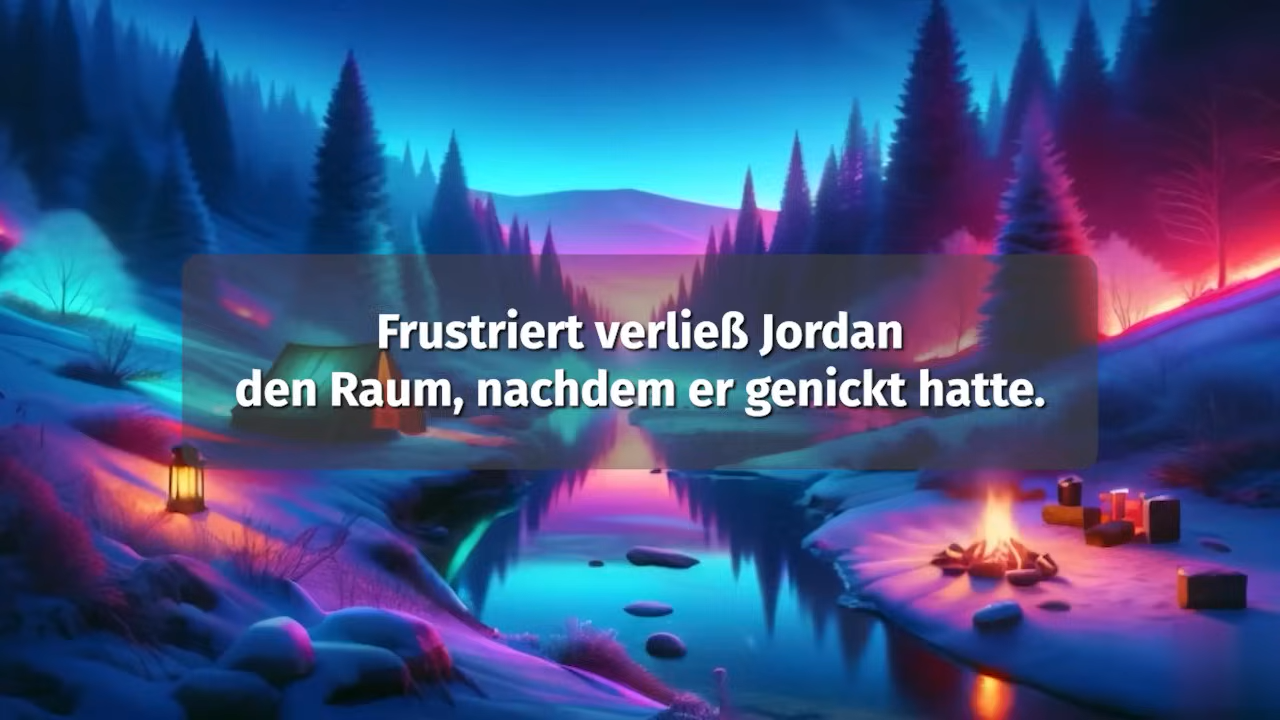 Frustriert verließ Jordan
den Raum, nachdem er genickt hatte.